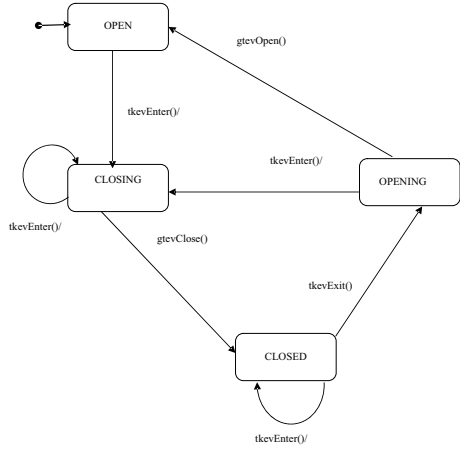 OPEN
gtevOpen()
tkevEnter()/
tkevEnter()/
CLOSING
OPENING
tkevEnter()/
gtevClose()
tkevExit()
CLOSED
tkevEnter()/